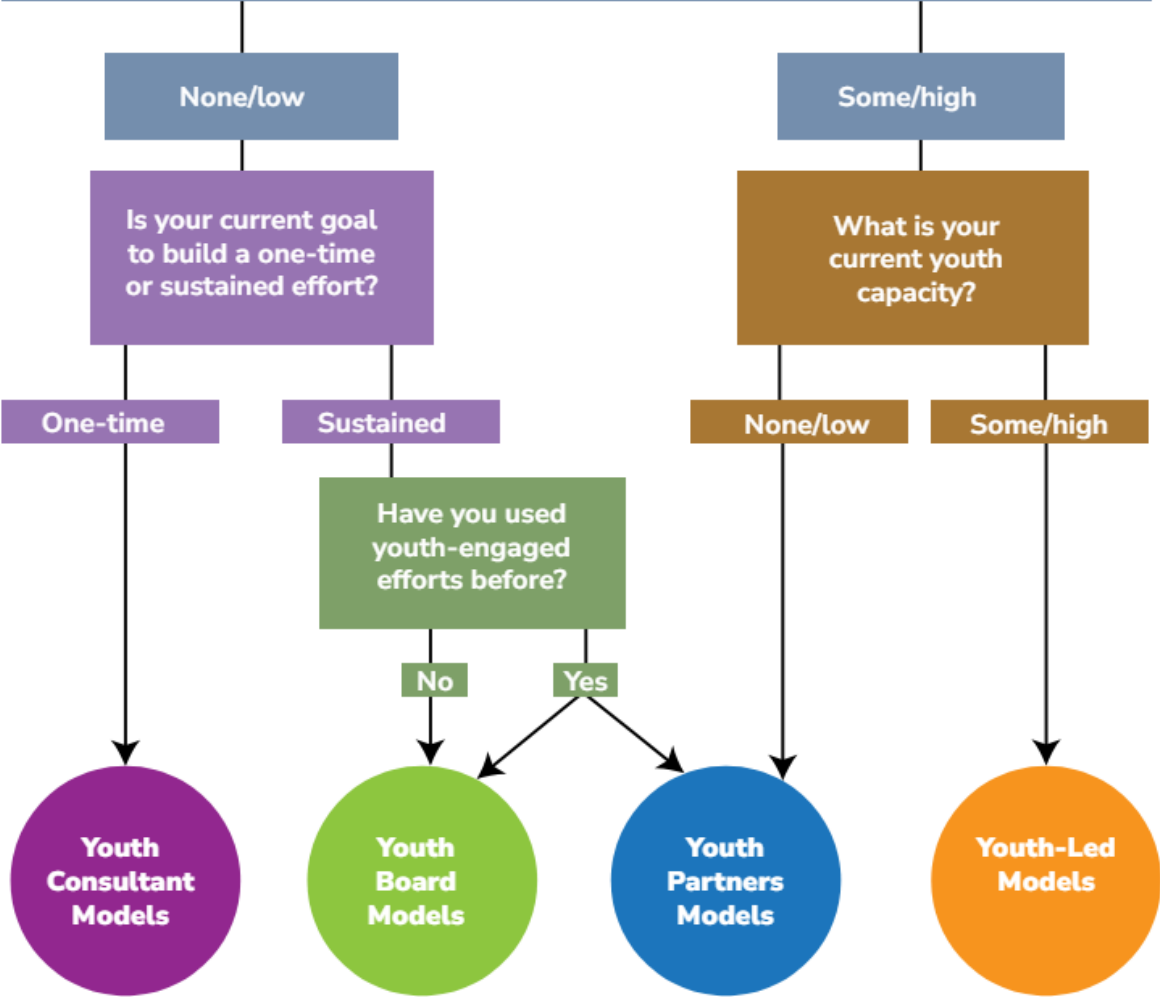 None/low
Some/high
Is your current goal
to build a one-time
or sustained effort?
What is your
current youth
capacity?
One-time
Sustained
None/low
Some/high
Have you used
youth-engaged
efforts before?
No
Yes
Youth
Consultant
Models
Youth
Board
Models
Youth
Partners
Models
Youth-Led
Models